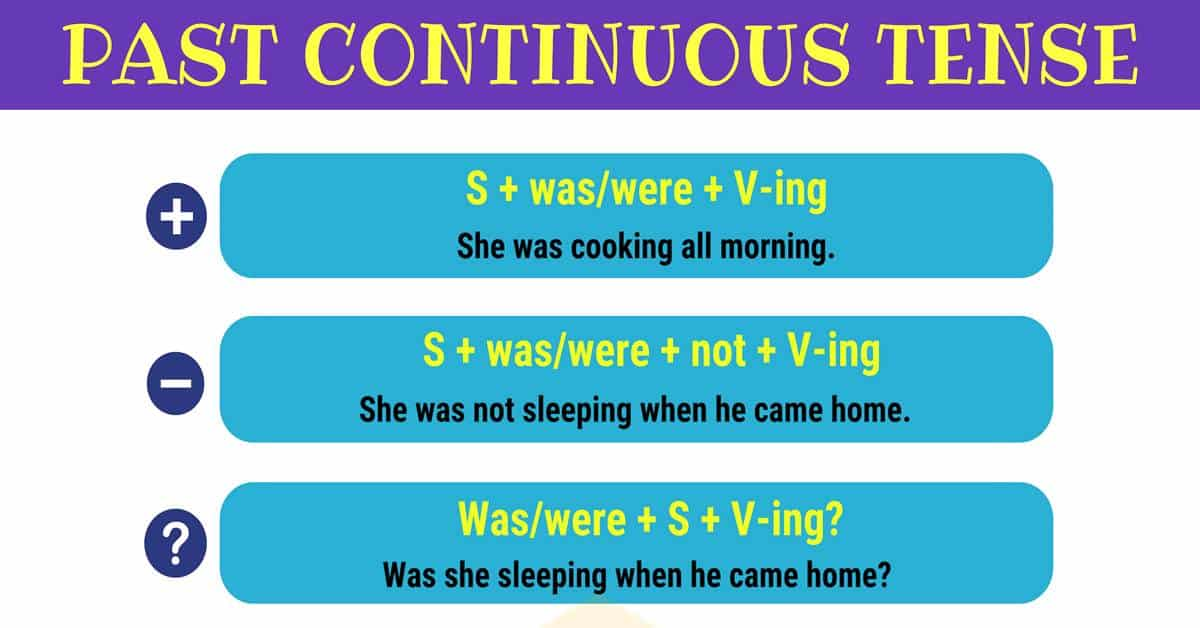 PAST CONTINUOUS TENSE
+
S + was/were + V-ing
She was cooking all morning.
−
S + was/were + not + V-ing
She was not sleeping when he came home.
?
Was/were + S + V-ing?
Was she sleeping when he came home?